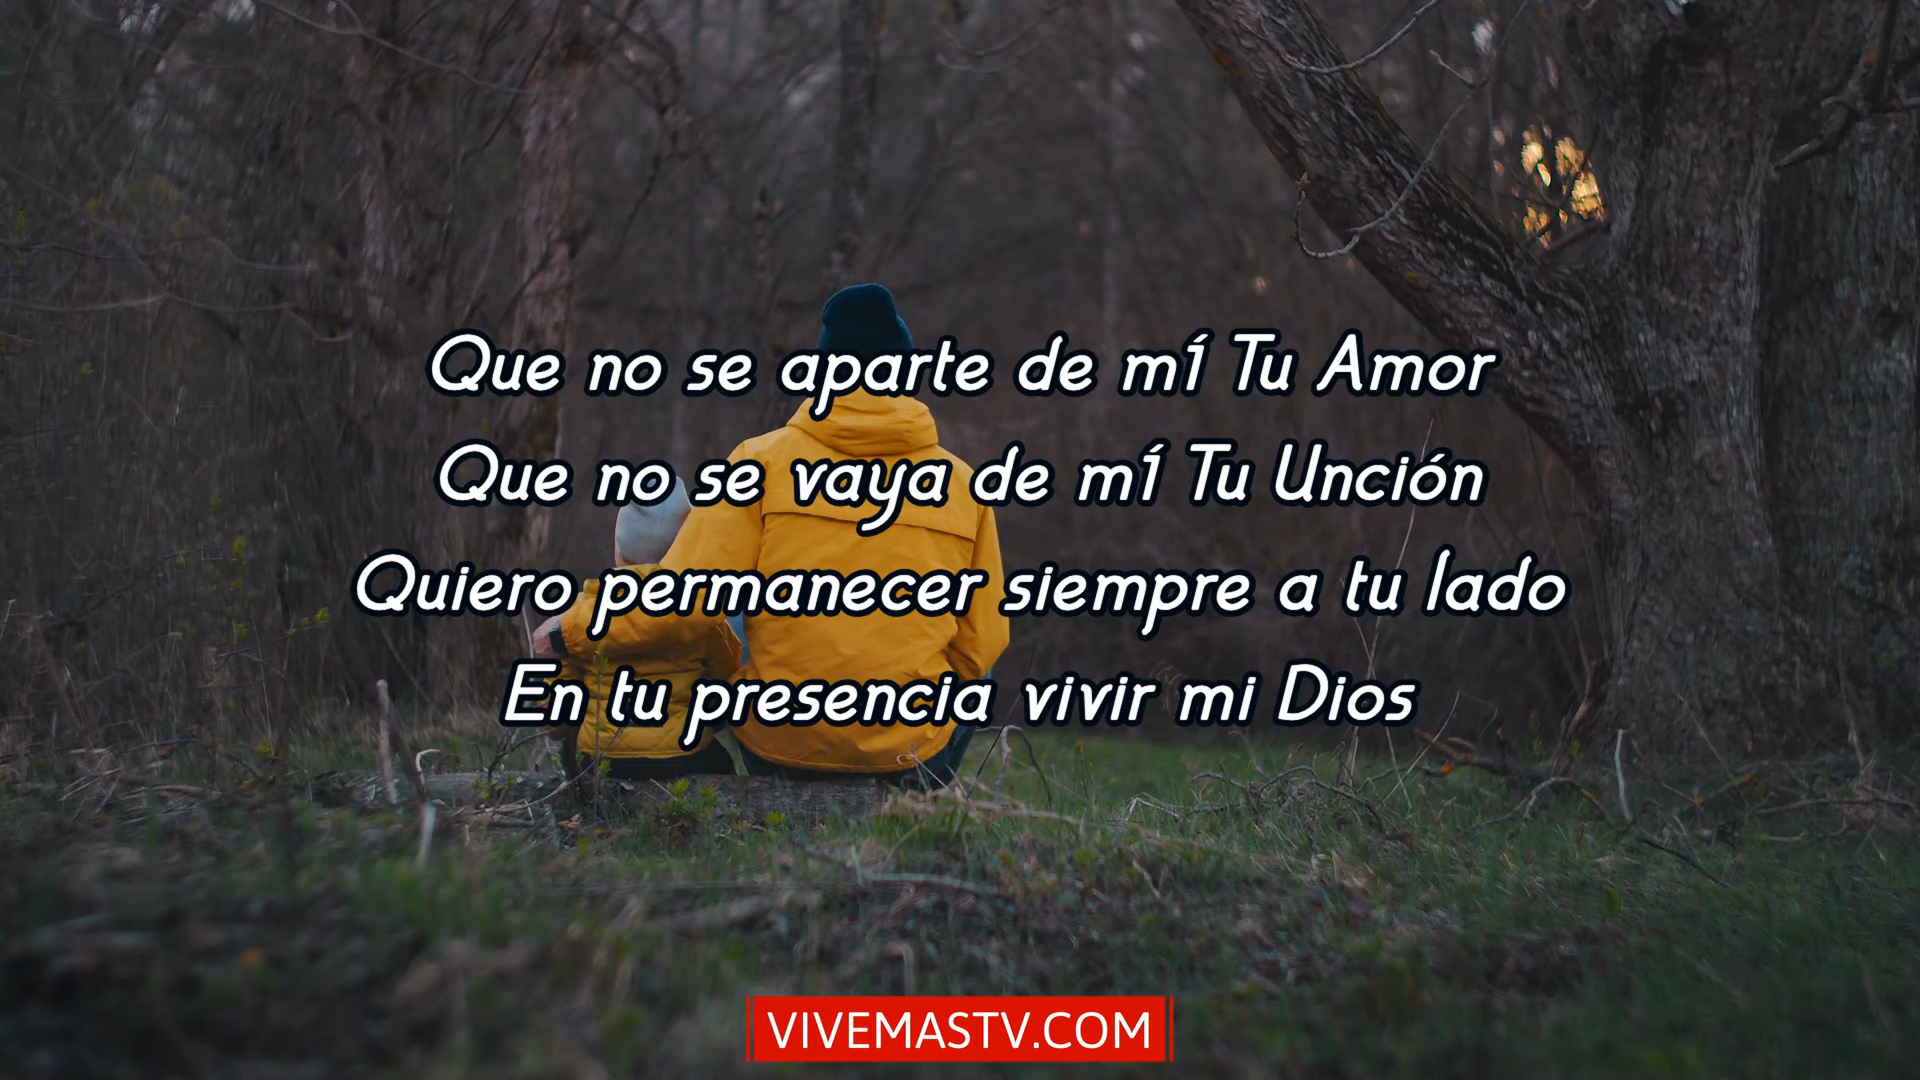 Que no se aparte de mí Tu Amor
Que no se vaya de mí Tu Unción
Quiero permanecer siempre a tu lado
En tu presencia vivir mi Dios
VIVEMASTV.COM